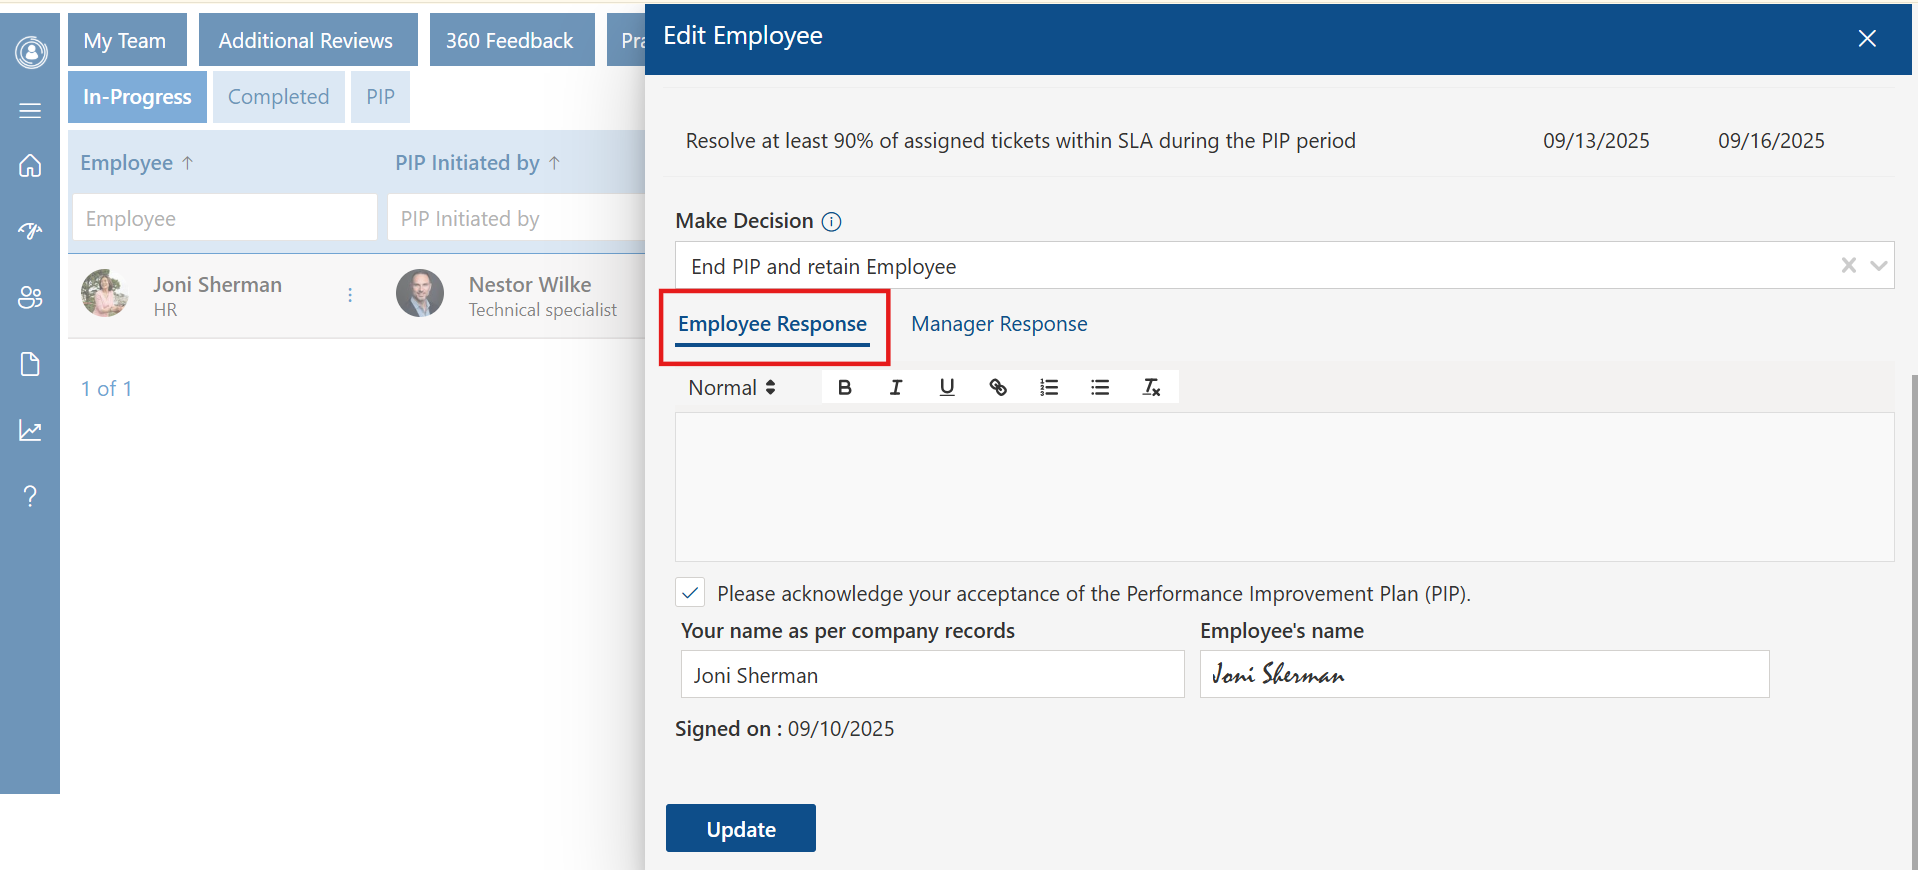 My Team
Additional Reviews
360 Feedback
Pra
In-Progress
Completed
PIP
Employee ↑
PIP Initiated by ↑
Employee
PIP Initiated by
Joni Sherman
HR
Nestor Wilke
Technical specialist
1 of 1
Edit Employee
Resolve at least 90% of assigned tickets within SLA during the PIP period 09/13/2025 09/16/2025
Make Decision
End PIP and retain Employee
Employee Response
Manager Response
Normal
Please acknowledge your acceptance of the Performance Improvement Plan (PIP).
Your name as per company records
Employee's name
Joni Sherman
Joni Sherman
Signed on : 09/10/2025
Update